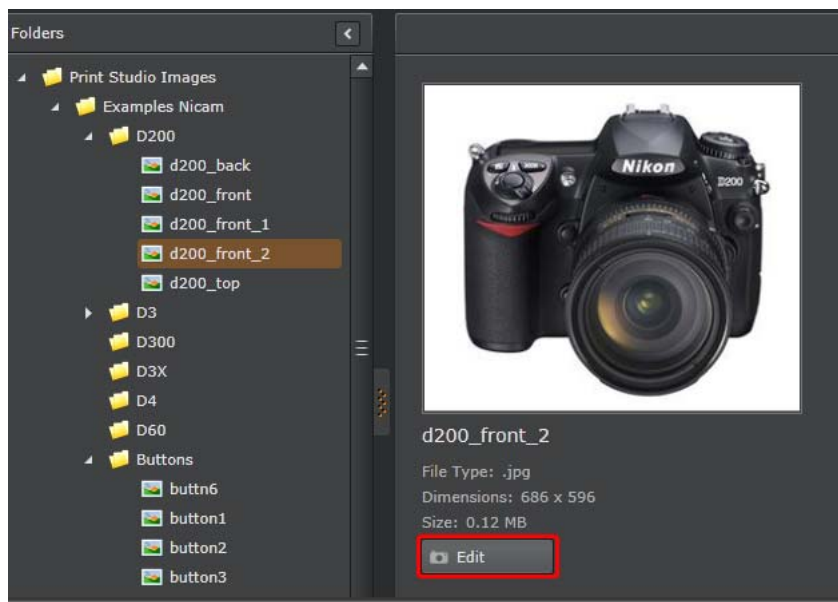 Folders
Print Studio Images
Examples Nicam
D200
d200_back
d200_front
d200_front_1
d200_front_2
d200_top
D3
D300
D3X
D4
D60
Buttons
buttn6
button1
button2
button3
Nikon
D200
d200_front_2
File Type: .jpg
Dimensions: 686 x 596
Size: 0.12 MB
Edit